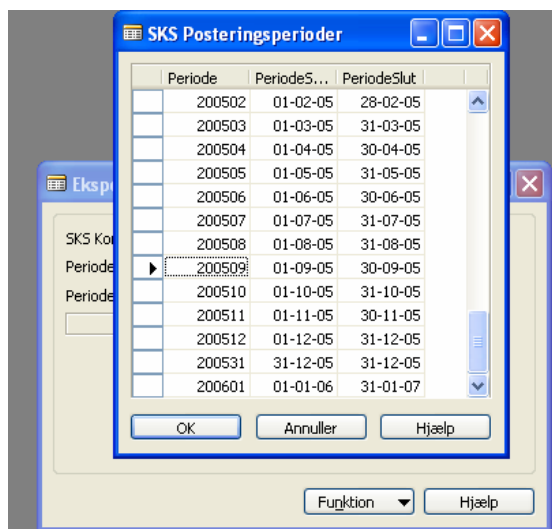 SKS Posteringsperioder
Periode PeriodeS... PeriodeSlut
200502 01-02-05 28-02-05
200503 01-03-05 31-03-05
200504 01-04-05 30-04-05
200505 01-05-05 31-05-05
200506 01-06-05 30-06-05
200507 01-07-05 31-07-05
200508 01-08-05 31-08-05
200509 01-09-05 30-09-05
200510 01-10-05 31-10-05
200511 01-11-05 30-11-05
200512 01-12-05 31-12-05
200531 31-12-05 31-12-05
200601 01-01-06 31-01-07
OK Annuller Hjælp
Ekspo
SKS Kon
Periode
Periode
Funktion Hjælp